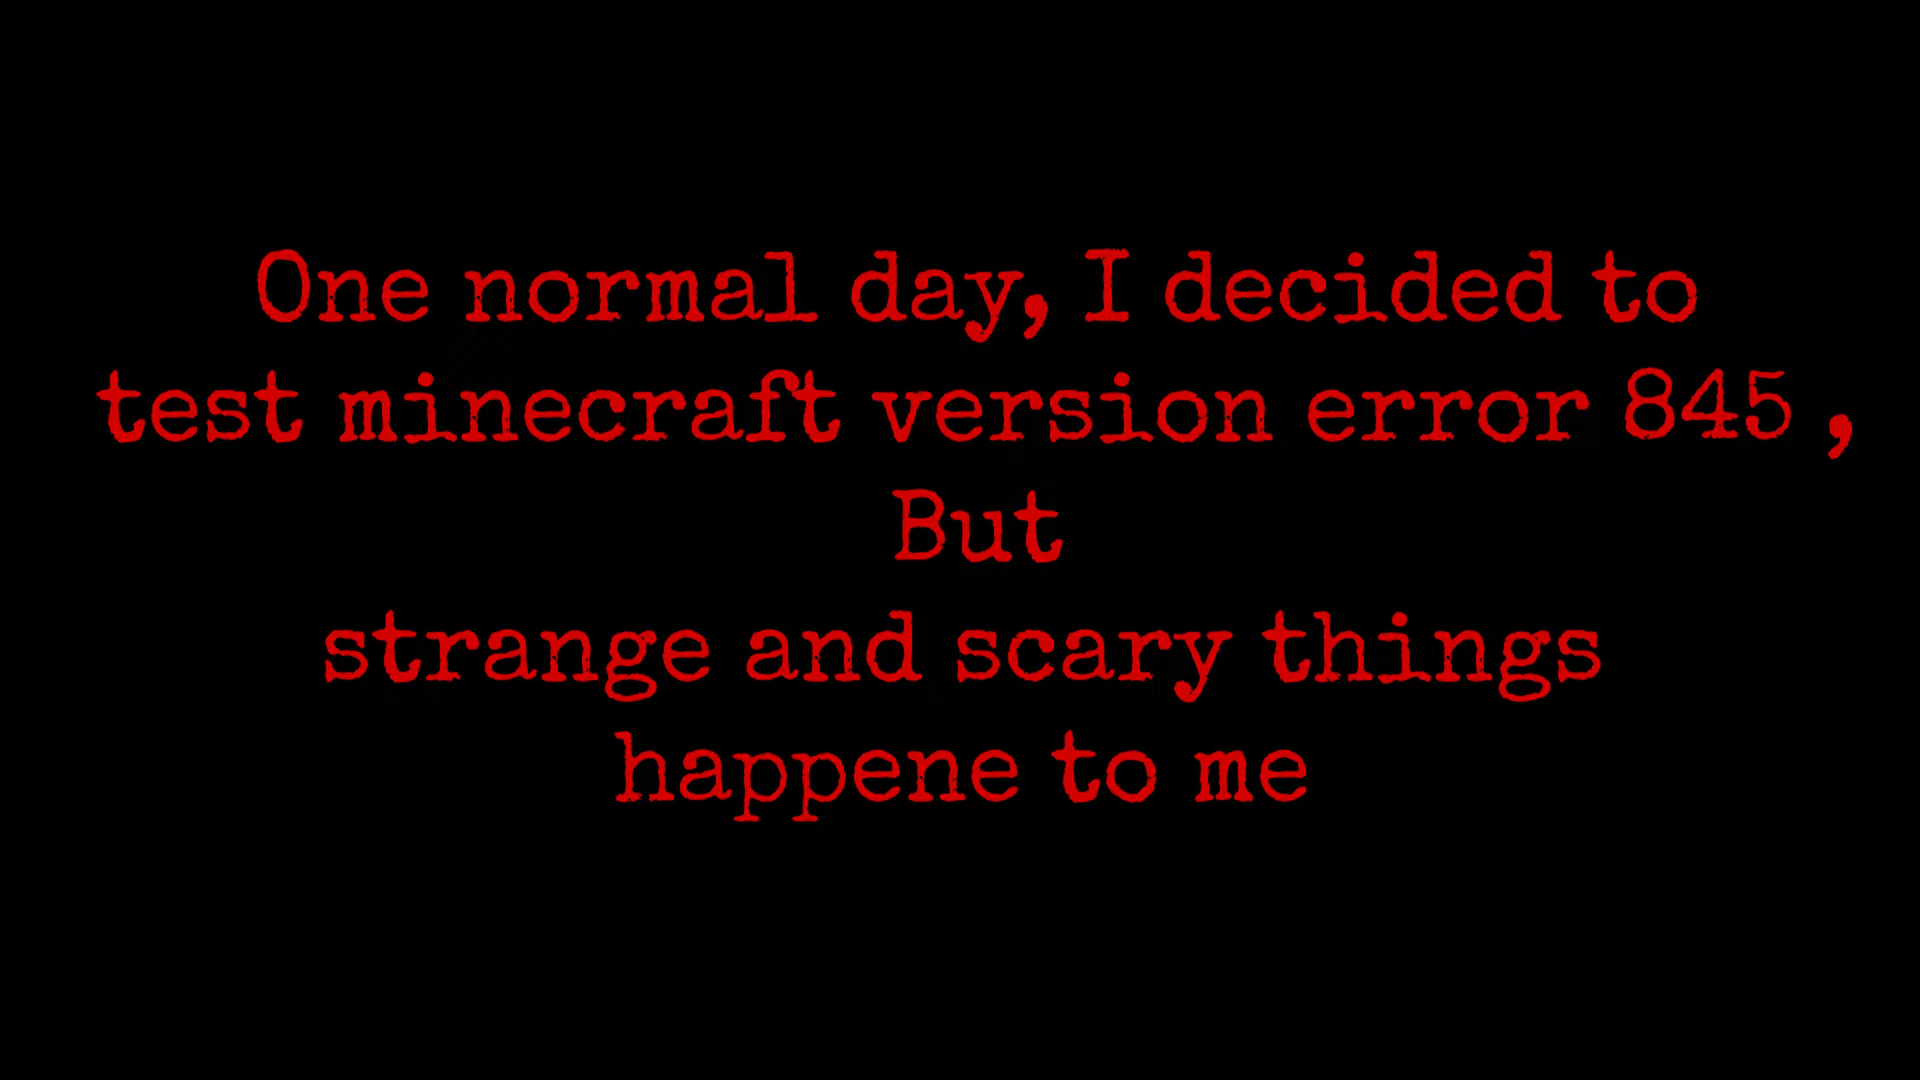 One normal day, I decided to
test minecraft version error 845 ,
But
strange and scary things
happene to me